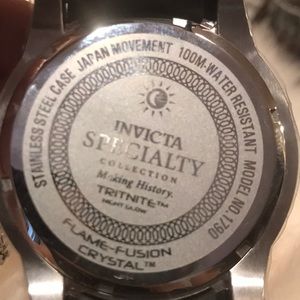 STAINLESS STEEL CASE JAPAN MOVEMENT 100M-WATER RESISTANT MODEL NO.1790
INVICTA
SPECIALTY
COLLECTION
Making History.
TRITNITE™
NIGHT GLOW
FLAME-FUSION
CRYSTAL™